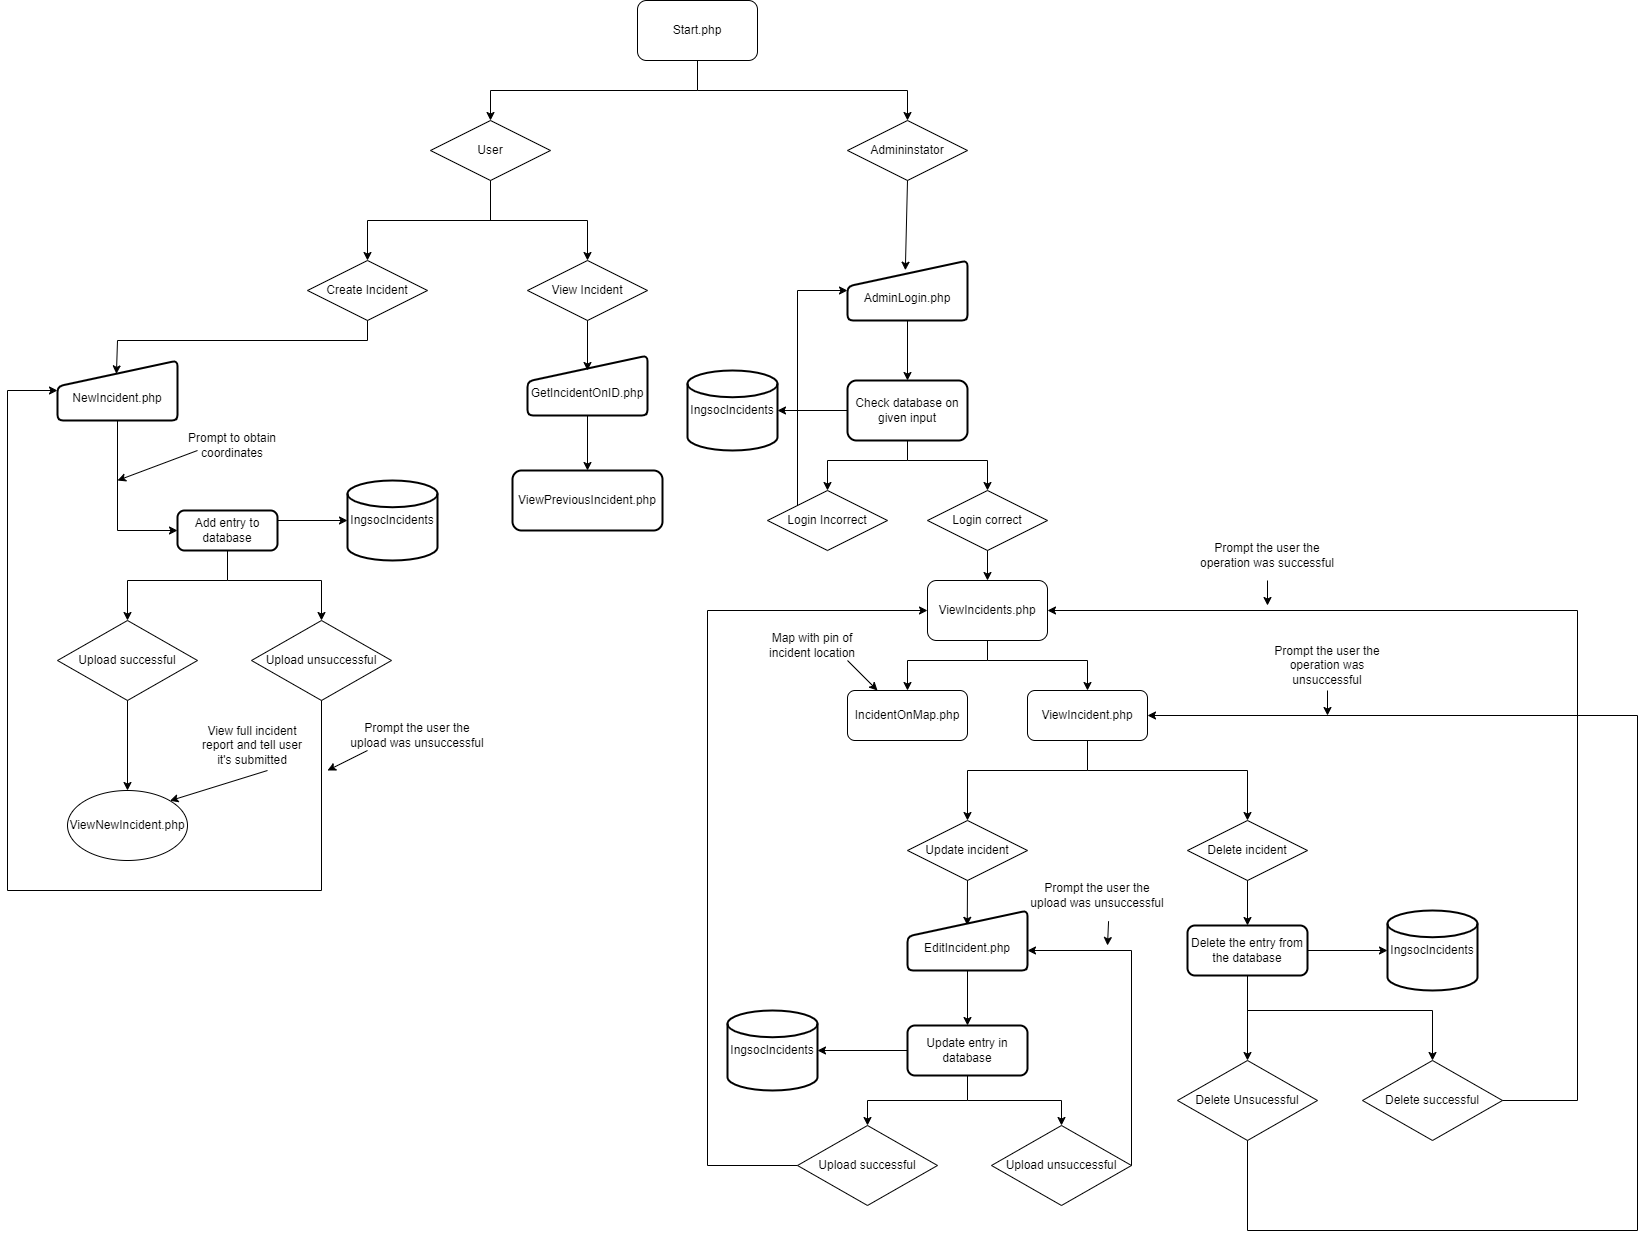 Start.php
User
Admininstator
Create Incident
View Incident
AdminLogin.php
NewIncident.php
GetIncidentOnID.php
IngsocIncidents
Check database on
given input
Prompt to obtain
coordinates
ViewPreviousIncident.php
Add entry to
database
IngsocIncidents
Login Incorrect
Login correct
Prompt the user the
operation was successful
ViewIncidents.php
Upload successful
Upload unsuccessful
Map with pin of
incident location
Prompt the user the
operation was
unsuccessful
IncidentOnMap.php
ViewIncident.php
View full incident
report and tell user
it's submitted
Prompt the user the
upload was unsuccessful
ViewNewIncident.php
Update incident
Delete incident
Prompt the user the
upload was unsuccessful
EditIncident.php
Delete the entry from
the database
IngsocIncidents
IngsocIncidents
Update entry in
database
Delete Unsucessful
Delete successful
Upload successful
Upload unsuccessful